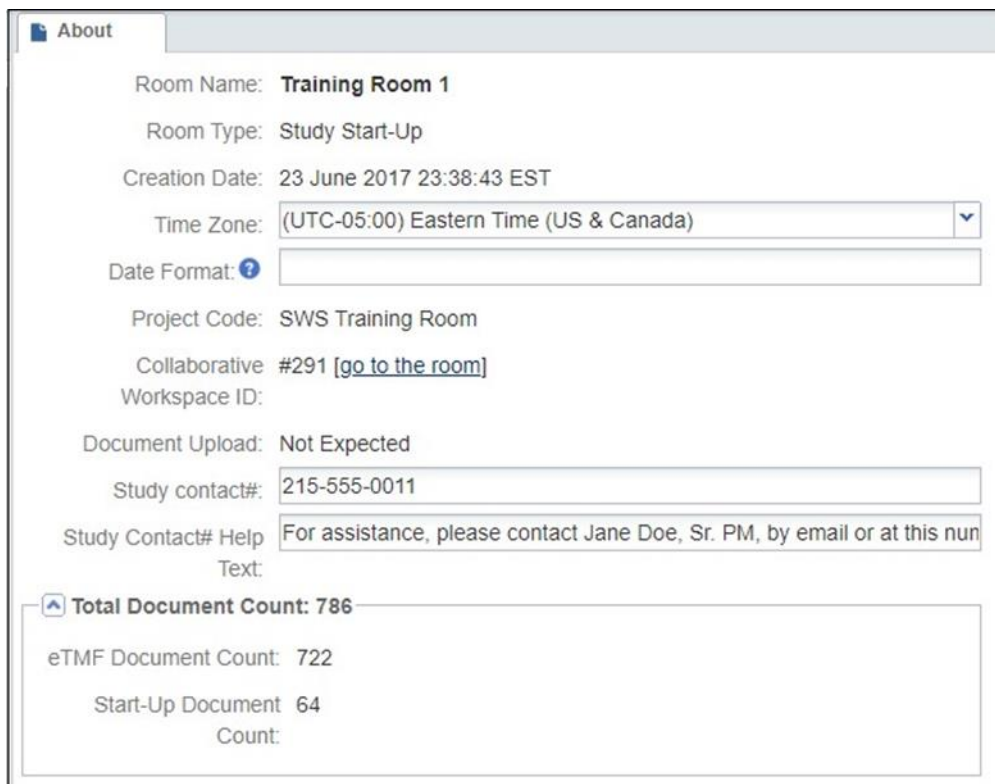 About
Room Name: Training Room 1
Room Type: Study Start-Up
Creation Date: 23 June 2017 23:38:43 EST
Time Zone: (UTC-05:00) Eastern Time (US & Canada)
Date Format: ?
Project Code: SWS Training Room
Collaborative #291 [go to the room]
Workspace ID:
Document Upload: Not Expected
Study contact#: 215-555-0011
Study Contact# Help For assistance, please contact Jane Doe, Sr. PM, by email or at this num
Text:
Total Document Count: 786
eTMF Document Count: 722
Start-Up Document 64
Count: